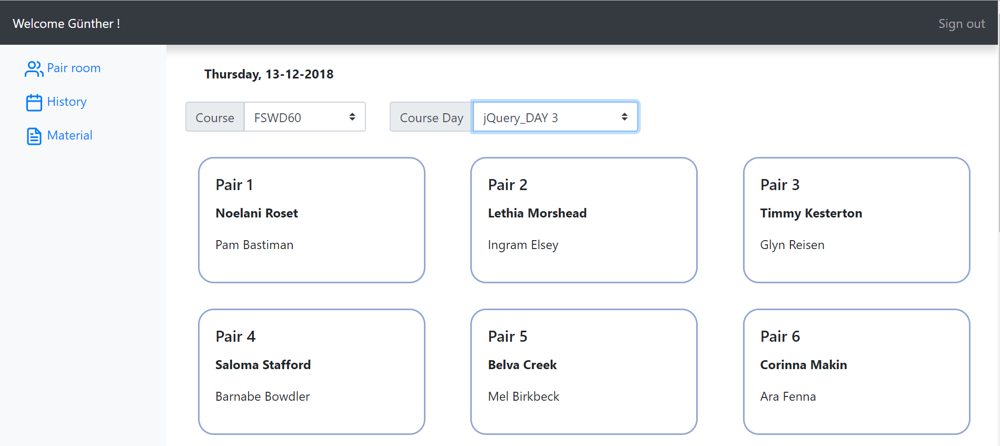 Welcome Günther !
Sign out
Pair room
History
Material
Thursday, 13-12-2018
Course FSWD60
Course Day jQuery_DAY 3
Pair 1
Noelani Roset
Pam Bastiman
Pair 2
Lethia Morshead
Ingram Elsey
Pair 3
Timmy Kesterton
Glyn Reisen
Pair 4
Saloma Stafford
Barnabe Bowdler
Pair 5
Belva Creek
Mel Birkbeck
Pair 6
Corinna Makin
Ara Fenna